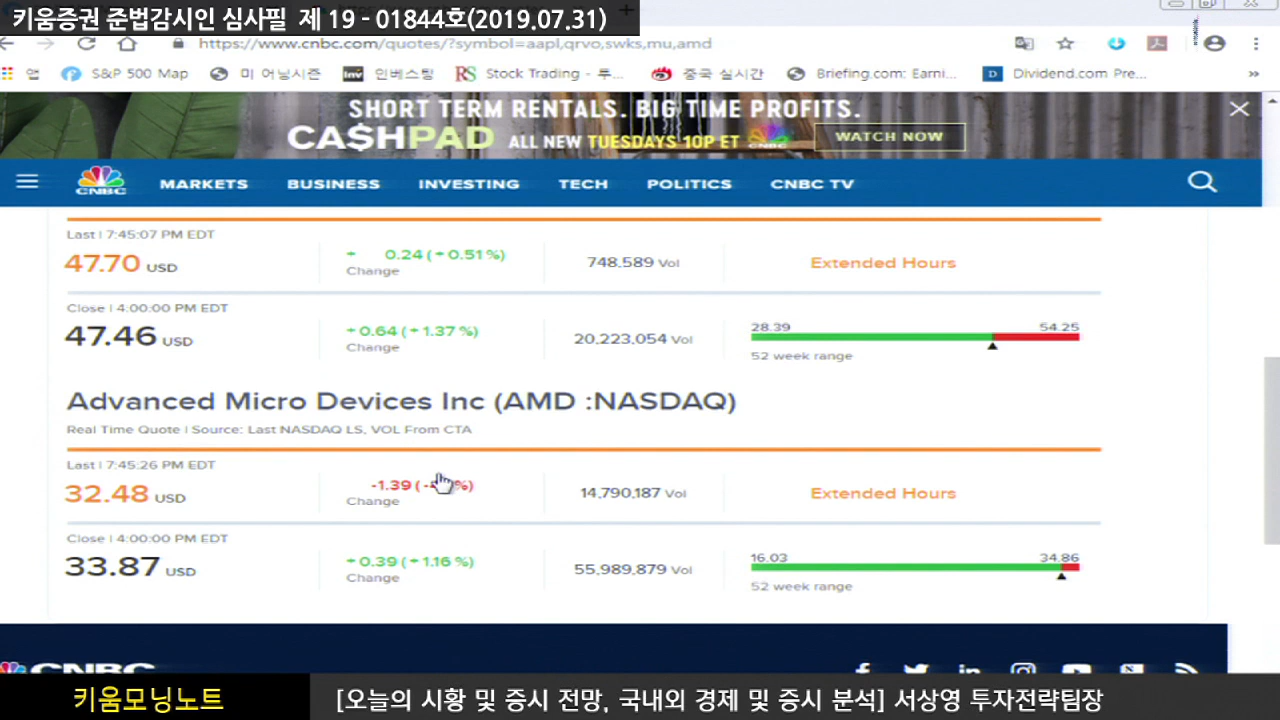 키움증권 준법감시인 심사필 제 19 - 01844호(2019.07.31)
https://www.cnbc.com/quotes/?symbol=aapl,qrvo,swks,mu,amd
앱 S&P 500 Map 미 어닝시즌 Inv 인베스팅 RS Stock Trading - 루... 중국 실시간 Briefing.com: Earni... D Dividend.com Pre... »
SHORT TERM RENTALS. BIG TIME PROFITS.
CA$HPAD ALL NEW TUESDAYS 10P ET CNBC WATCH NOW
CNBC MARKETS BUSINESS INVESTING TECH POLITICS CNBC TV
Last | 7:45:07 PM EDT
47.70 USD
+ 0.24 (+0.51%)
Change
748,589 Vol
Extended Hours
Close | 4:00:00 PM EDT
47.46 USD
+0.64 (+1.37%)
Change
20,223,054 Vol
28.39 54.25
52 week range
Advanced Micro Devices Inc (AMD :NASDAQ)
Real Time Quote | Source: Last NASDAQ LS, VOL From CTA
Last | 7:45:26 PM EDT
32.48 USD
-1.39 (- %)
Change
14,790,187 Vol
Extended Hours
Close | 4:00:00 PM EDT
33.87 USD
+0.39 (+1.16%)
Change
55,989,879 Vol
16.03 34.86
52 week range
CNBC
키움모닝노트 [오늘의 시황 및 증시 전망, 국내외 경제 및 증시 분석] 서상영 투자전략팀장